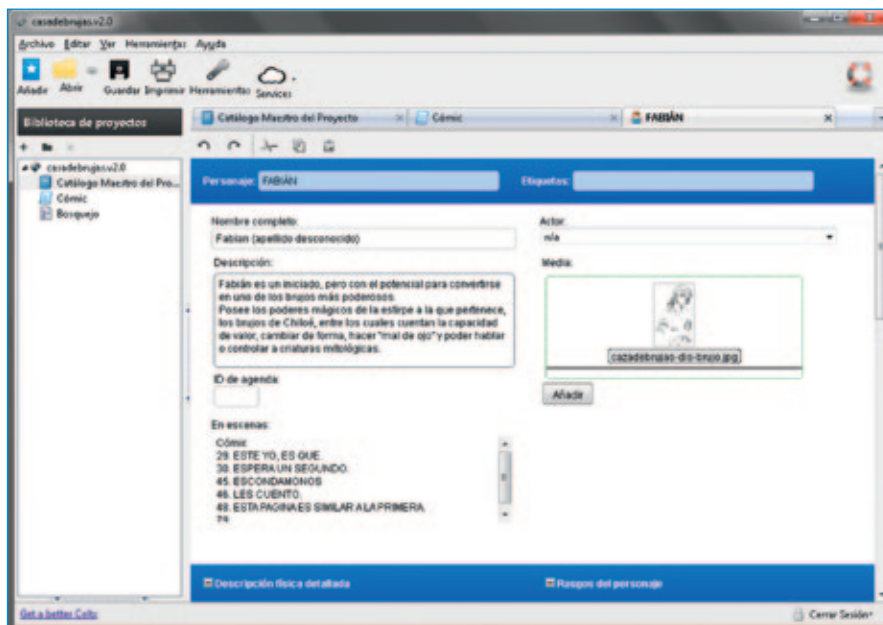 casadebrujas.v2.0
Archivo Editar Ver Herramientas Ayuda
Añadir Abrir Guardar Imprimir Herramientas Services
Biblioteca de proyectos
Catálogo Maestro del Proyecto
Cómic
FABIÁN
casadebrujas.v2.0
Catálogo Maestro del Pro...
Cómic
Bosquejo
Personaje: FABIÁN
Etiquetas:
Nombre completo:
Fabian (apellido desconocido)
Actor:
n/a
Descripción:
Fabián es un iniciado, pero con el potencial para convertirse
en uno de los brujos más poderosos.
Posee los poderes mágicos de la estirpe a la que pertenece,
los brujos de Chiloé, entre los cuales cuentan la capacidad
de valor, cambiar de forma, hacer "mal de ojo" y poder hablar
o controlar a criaturas mitológicas.
Media:
cazadebrujas-dis-brujo.jpg
Añadir
ID de agenda:
En escenas:
Cómic
29. ESTE YO, ES QUE.
30. ESPERA UN SEGUNDO.
45. ESCONDAMONOS
46. LES CUENTO.
48. ESTA PAGINA ES SIMILAR A LA PRIMERA.
Descripción física detallada
Rasgos del personaje
Get a better Celtx
Cerrar Sesión